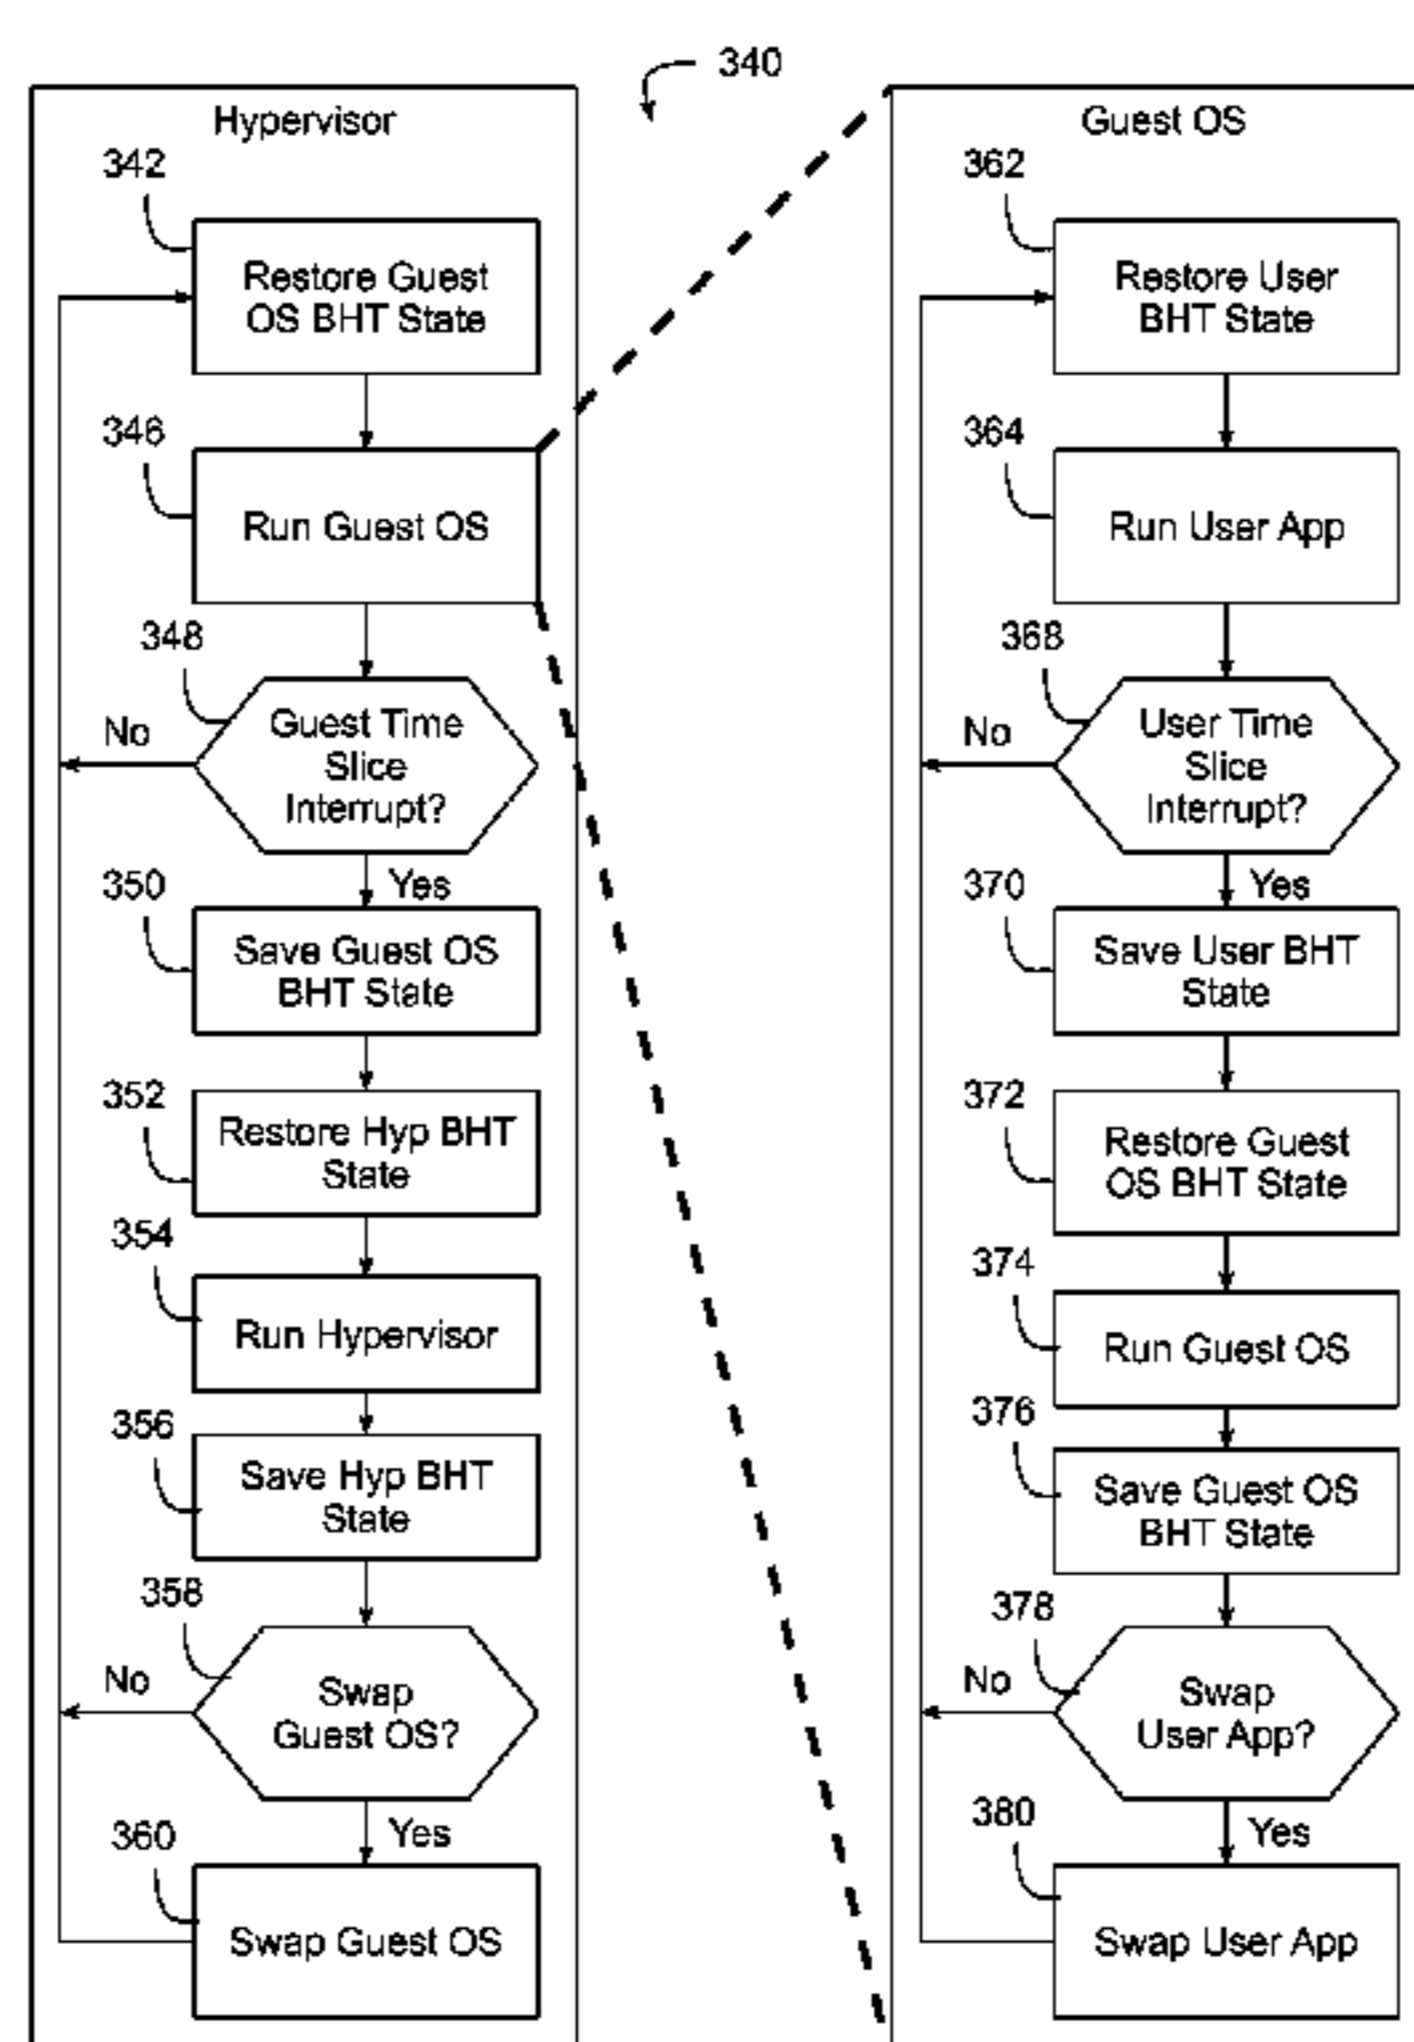 340
Hypervisor
342
Restore Guest
OS BHT State
346
Run Guest OS
348
Guest Time
Slice
Interrupt?
No
Yes
350
Save Guest OS
BHT State
352
Restore Hyp BHT
State
354
Run Hypervisor
356
Save Hyp BHT
State
358
Swap
Guest OS?
No
Yes
360
Swap Guest OS
Guest OS
362
Restore User
BHT State
364
Run User App
368
User Time
Slice
Interrupt?
No
Yes
370
Save User BHT
State
372
Restore Guest
OS BHT State
374
Run Guest OS
376
Save Guest OS
BHT State
378
Swap
User App?
No
Yes
380
Swap User App